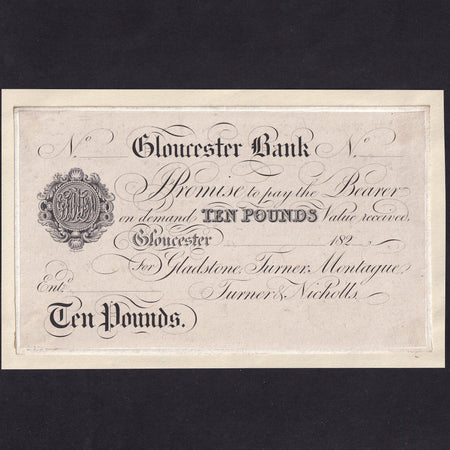 No Gloucester Bank No
I Promise to pay the Bearer
on demand TEN POUNDS Value received.
Gloucester 182
For Gladstone, Turner, Montague,
Entd Turner & Nicholls.
Ten Pounds.